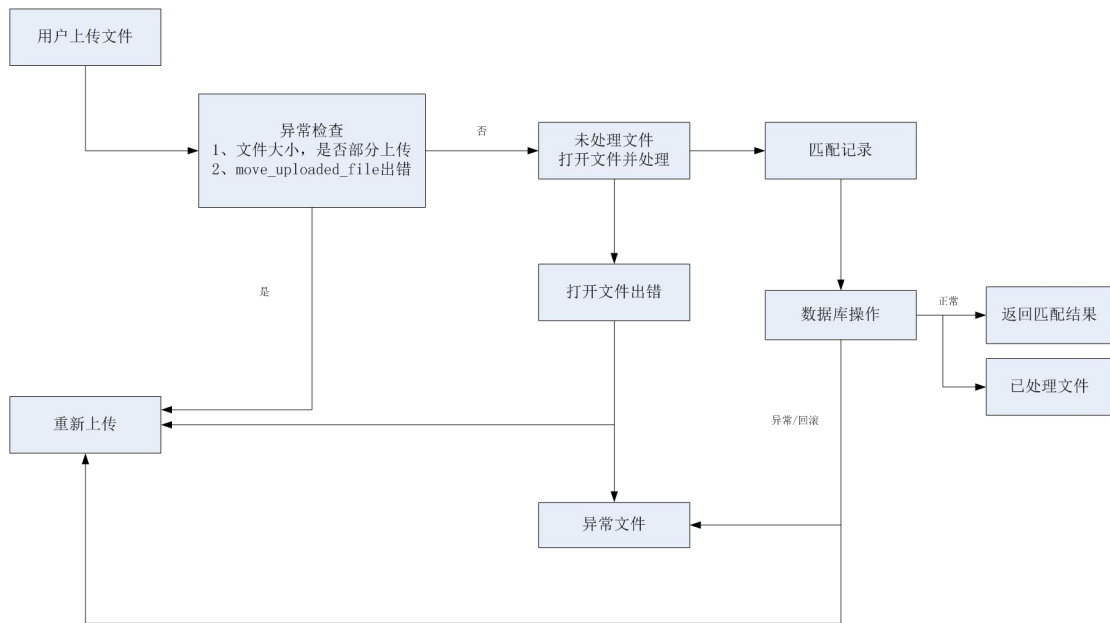 用户上传文件
异常检查
1、文件大小，是否部分上传
2、move_uploaded_file出错
否
未处理文件
打开文件并处理
匹配记录
是
打开文件出错
数据库操作
正常
返回匹配结果
已处理文件
重新上传
异常/回滚
异常文件